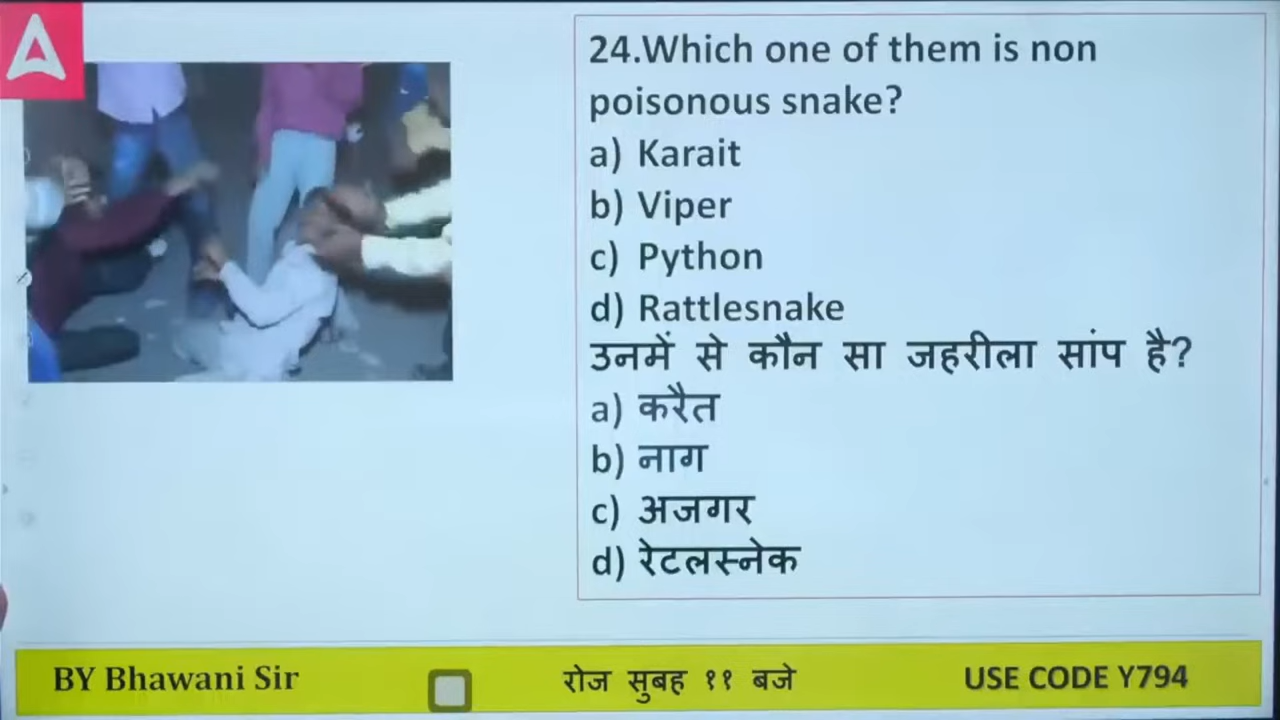 24.Which one of them is non
poisonous snake?
a) Karait
b) Viper
c) Python
d) Rattlesnake
उनमें से कौन सा जहरीला सांप है?
a) करैत
b) नाग
c) अजगर
d) रेटलस्नेक
BY Bhawani Sir
रोज सुबह ११ बजे
USE CODE Y794